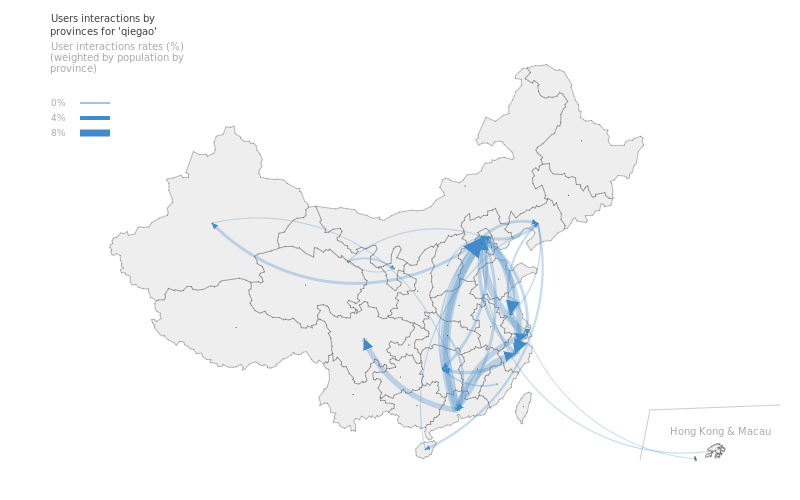 Users interactions by
provinces for 'qiegao'
User interactions rates (%)
(weighted by population by
province)
0%
4%
8%
Hong Kong & Macau